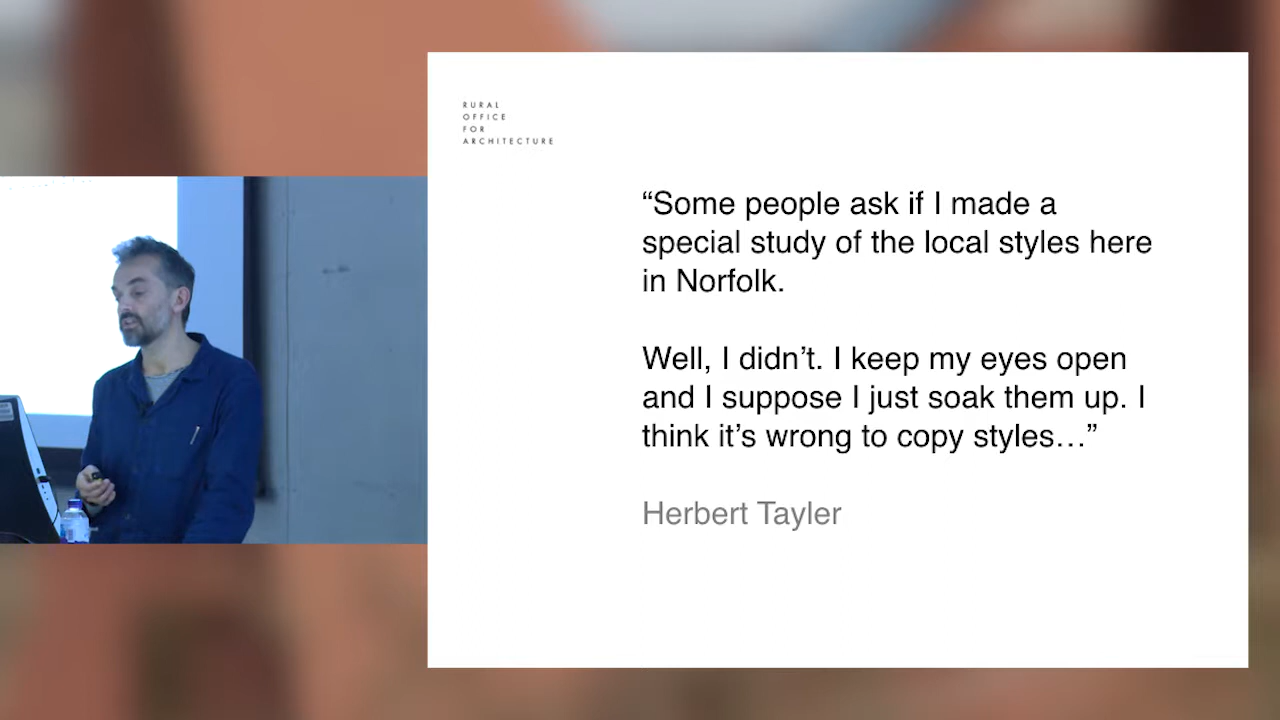 RURAL
OFFICE
FOR
ARCHITECTURE
“Some people ask if I made a
special study of the local styles here
in Norfolk.
Well, I didn’t. I keep my eyes open
and I suppose I just soak them up. I
think it’s wrong to copy styles…”
Herbert Tayler